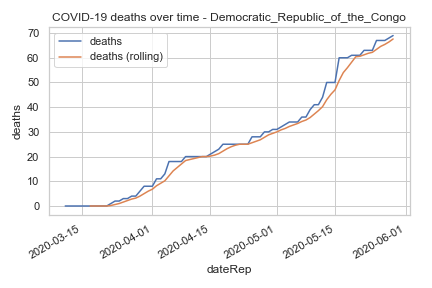 COVID-19 deaths over time - Democratic_Republic_of_the_Congo
deaths
deaths (rolling)
70
60
50
40
30
20
10
0
deaths
2020-03-15
2020-04-01
2020-04-15
2020-05-01
2020-05-15
2020-06-01
dateRep